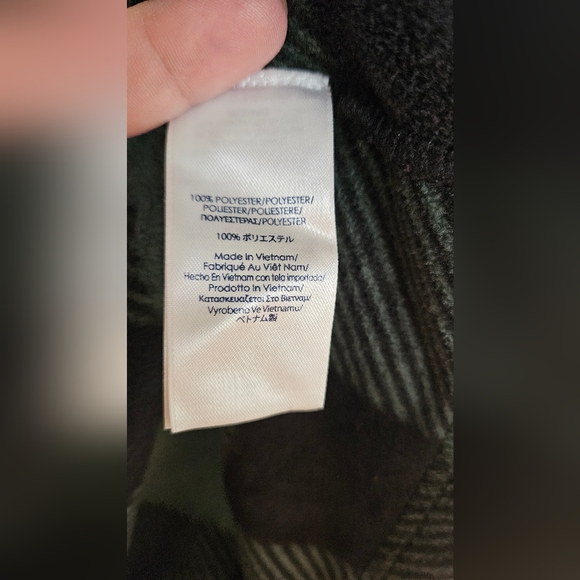 100% POLYESTER/POLYESTER/
POLIESTER/POLIESTERE/
ΠΟΛΥΕΣΤΕΡΑΣ/POLYESTER
100% ポリエステル
Made In Vietnam/
Fabriqué Au Viêt Nam/
Hecho En Vietnam con tela importada/
Prodotto In Vietnam/
Κατασκευάζεται Στο Βιετναμ/
Vyrobeno Ve Vietnamu/
ベトナム製